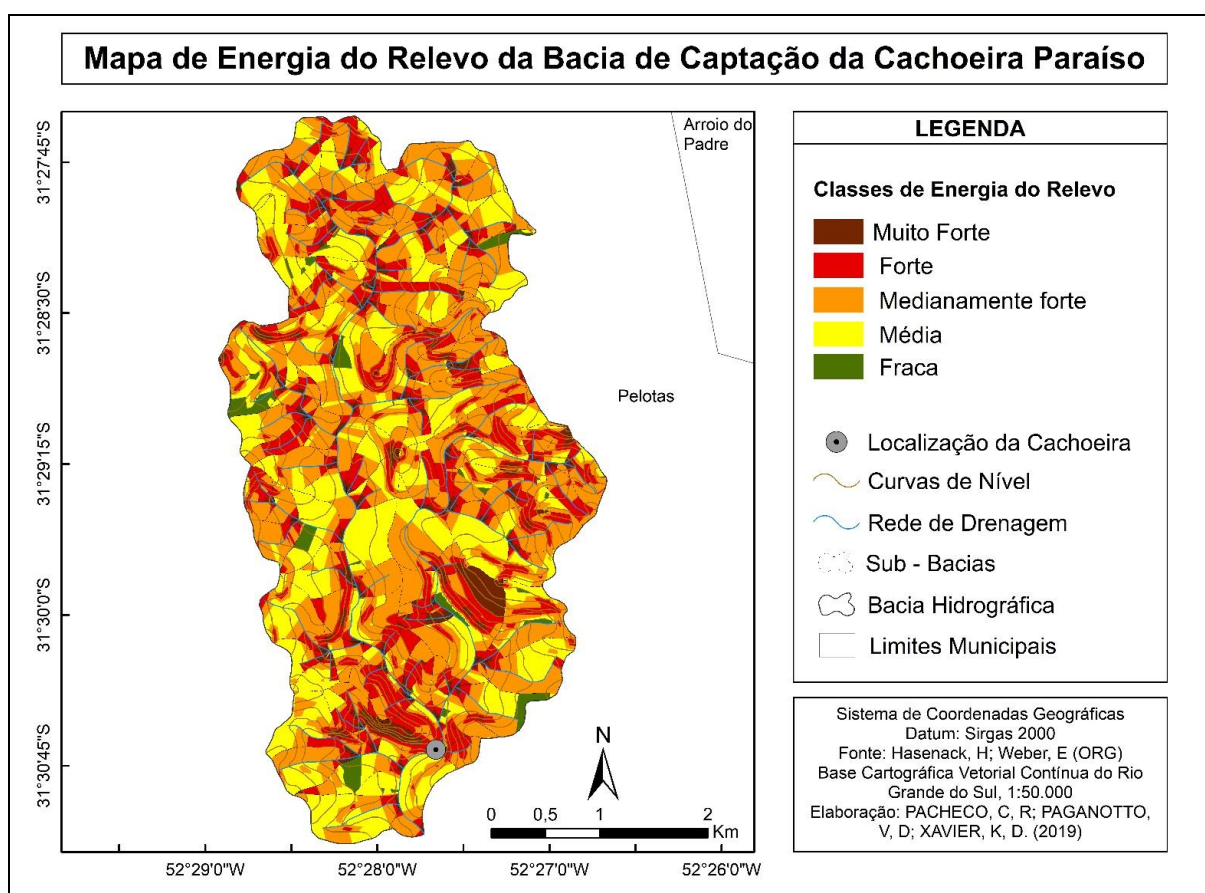 Mapa de Energia do Relevo da Bacia de Captação da Cachoeira Paraíso
Arroio do
Padre
Pelotas
31°27'45"S
31°28'30"S
31°29'15"S
31°30'0"S
31°30'45"S
52°29'0"W
52°28'0"W
52°27'0"W
52°26'0"W
N
0 0,5 1 2
Km
LEGENDA
Classes de Energia do Relevo
Muito Forte
Forte
Medianamente forte
Média
Fraca
Localização da Cachoeira
Curvas de Nível
Rede de Drenagem
Sub - Bacias
Bacia Hidrográfica
Limites Municipais
Sistema de Coordenadas Geográficas
Datum: Sirgas 2000
Fonte: Hasenack, H; Weber, E (ORG)
Base Cartográfica Vetorial Contínua do Rio
Grande do Sul, 1:50.000
Elaboração: PACHECO, C, R; PAGANOTTO,
V, D; XAVIER, K, D. (2019)